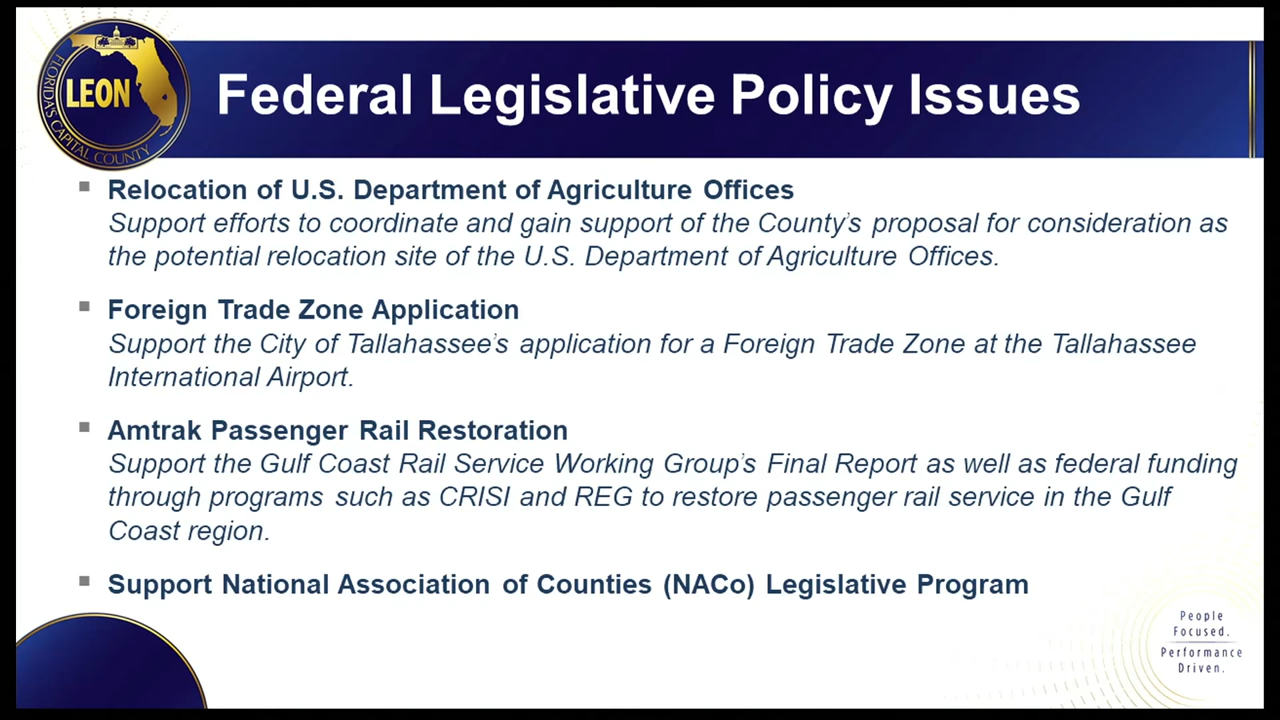 LEON
FLORIDA'S CAPITAL COUNTY
Federal Legislative Policy Issues
Relocation of U.S. Department of Agriculture Offices
Support efforts to coordinate and gain support of the County's proposal for consideration as
the potential relocation site of the U.S. Department of Agriculture Offices.
Foreign Trade Zone Application
Support the City of Tallahassee's application for a Foreign Trade Zone at the Tallahassee
International Airport.
Amtrak Passenger Rail Restoration
Support the Gulf Coast Rail Service Working Group's Final Report as well as federal funding
through programs such as CRISI and REG to restore passenger rail service in the Gulf
Coast region.
Support National Association of Counties (NACo) Legislative Program
People
Focused.
Performance
Driven.